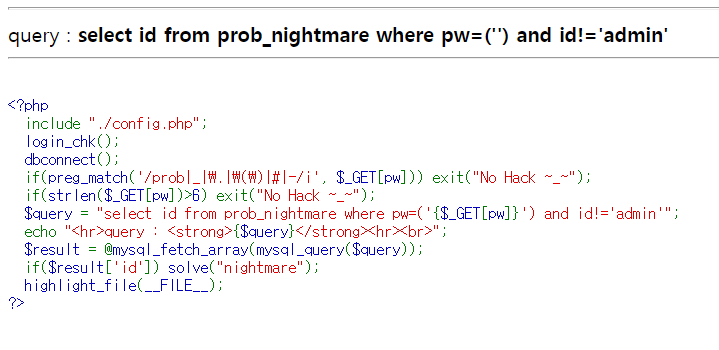 query : select id from prob_nightmare where pw=('') and id!='admin'
<?php
include "./config.php";
login_chk();
dbconnect();
if(preg_match('/prob|_|₩.|₩(₩)|#|-/i', $_GET[pw])) exit("No Hack ~_~");
if(strlen($_GET[pw])>6) exit("No Hack ~_~");
$query = "select id from prob_nightmare where pw=('{$_GET[pw]}') and id!='admin'";
echo "<hr>query : <strong>{$query}</strong><hr><br>";
$result = @mysql_fetch_array(mysql_query($query));
if($result['id']) solve("nightmare");
highlight_file(__FILE__);
?>